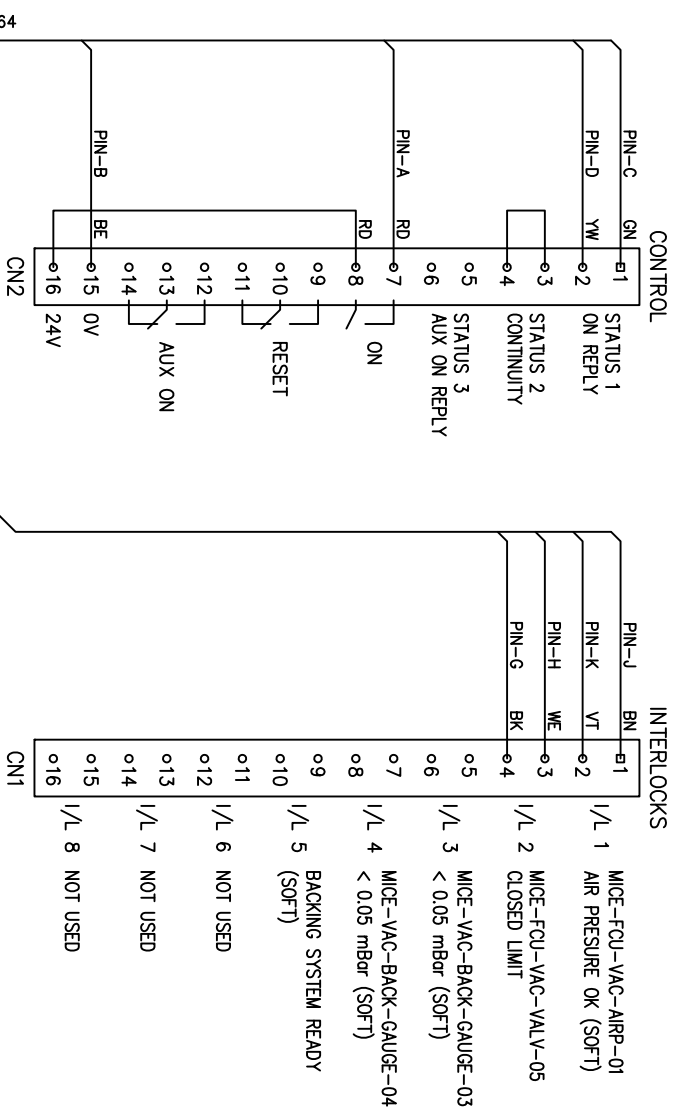 64
CONTROL
PIN-C GN 1
PIN-D YW 2
3
4
5
6
PIN-A RD 7
RD 8
9
10
11
12
13
14
PIN-B BE 15
16
STATUS 1
ON REPLY
STATUS 2
CONTINUITY
STATUS 3
AUX ON REPLY
ON
RESET
AUX ON
0V
24V
CN2
INTERLOCKS
PIN-J BN 1
PIN-K VT 2
PIN-H WE 3
PIN-G BK 4
5
6
7
8
9
10
11
12
13
14
15
16
I/L 1 MICE-FCU-VAC-AIRP-01
AIR PRESURE OK (SOFT)
I/L 2 MICE-FCU-VAC-VALV-05
CLOSED LIMIT
I/L 3 MICE-VAC-BACK-GAUGE-03
< 0.05 mBar (SOFT)
I/L 4 MICE-VAC-BACK-GAUGE-04
< 0.05 mBar (SOFT)
I/L 5 BACKING SYSTEM READY
(SOFT)
I/L 6 NOT USED
I/L 7 NOT USED
I/L 8 NOT USED
CN1